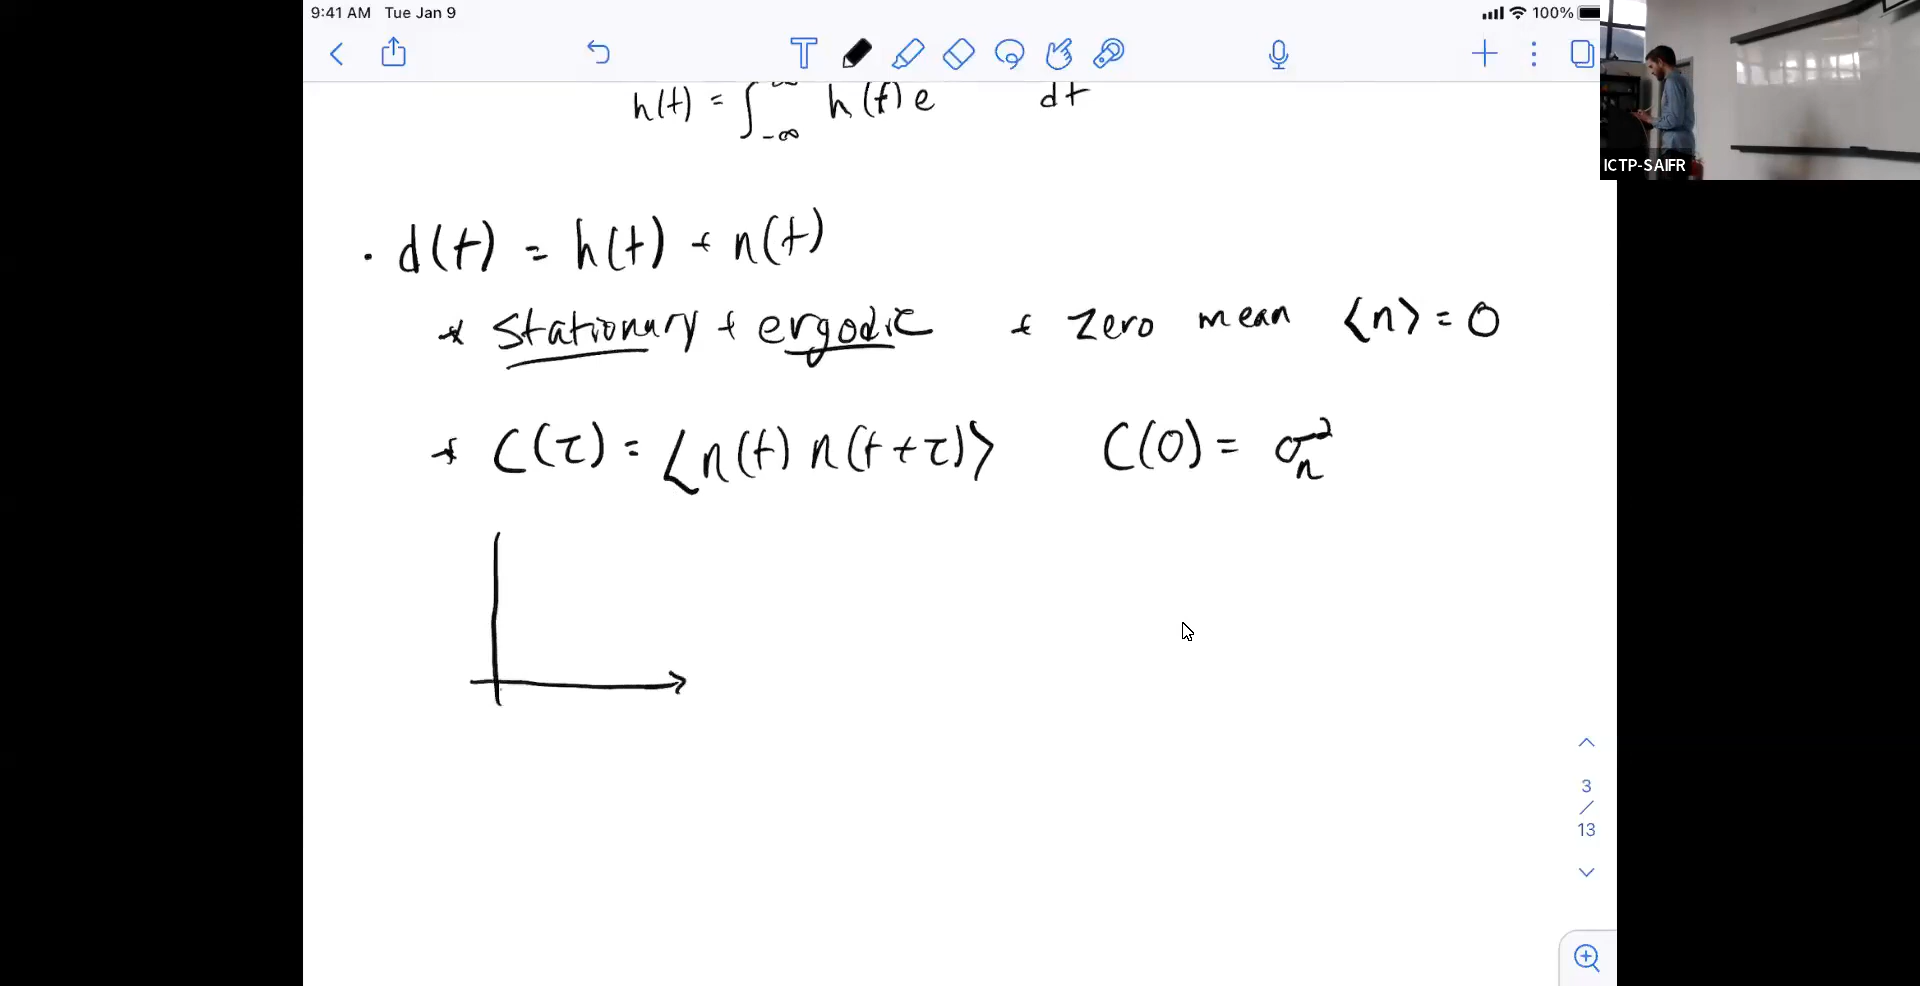 9:41 AM Tue Jan 9
100%
ICTP-SAIFR
h(t) = ∫_{-∞}^{∞} h(f) e dt
· d(t) = h(t) + n(t)
* stationary + ergodic + zero mean ⟨n⟩ = 0
* C(τ) = ⟨n(t) n(t+τ)⟩ C(0) = σ_n^2
3
/
13